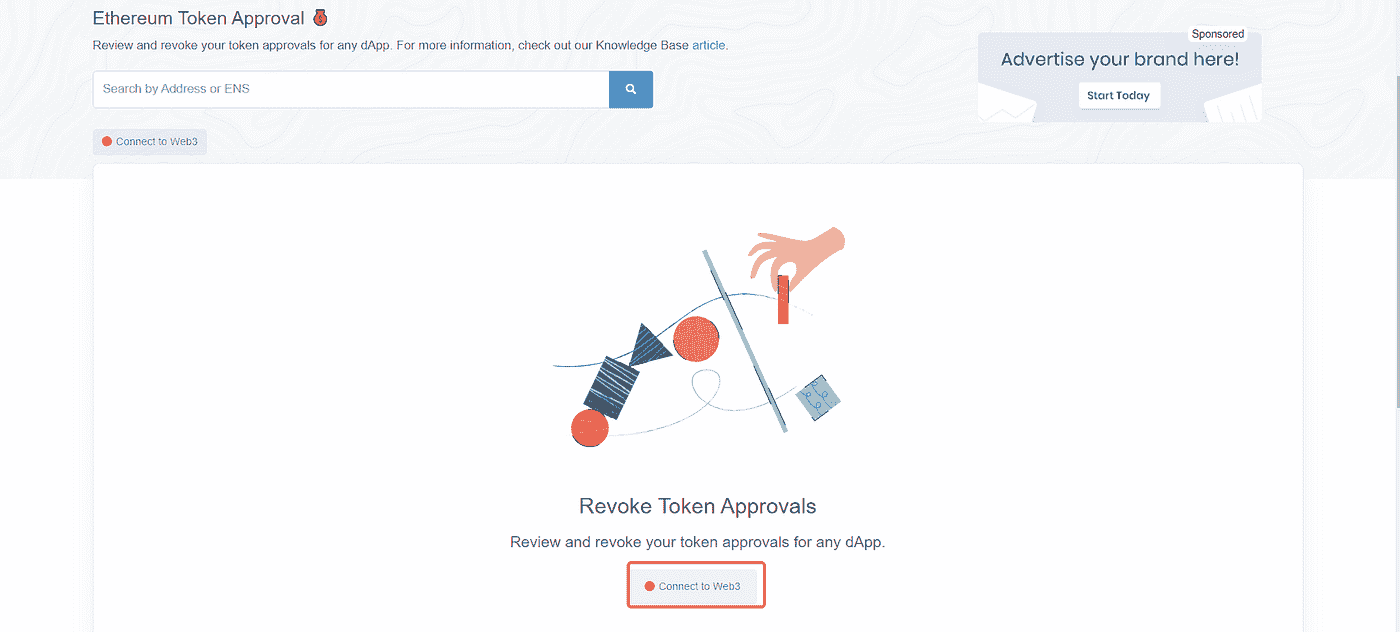 Ethereum Token Approval
Review and revoke your token approvals for any dApp. For more information, check out our Knowledge Base article.
Sponsored
Advertise your brand here!
Start Today
Search by Address or ENS
Connect to Web3
Revoke Token Approvals
Review and revoke your token approvals for any dApp.
Connect to Web3